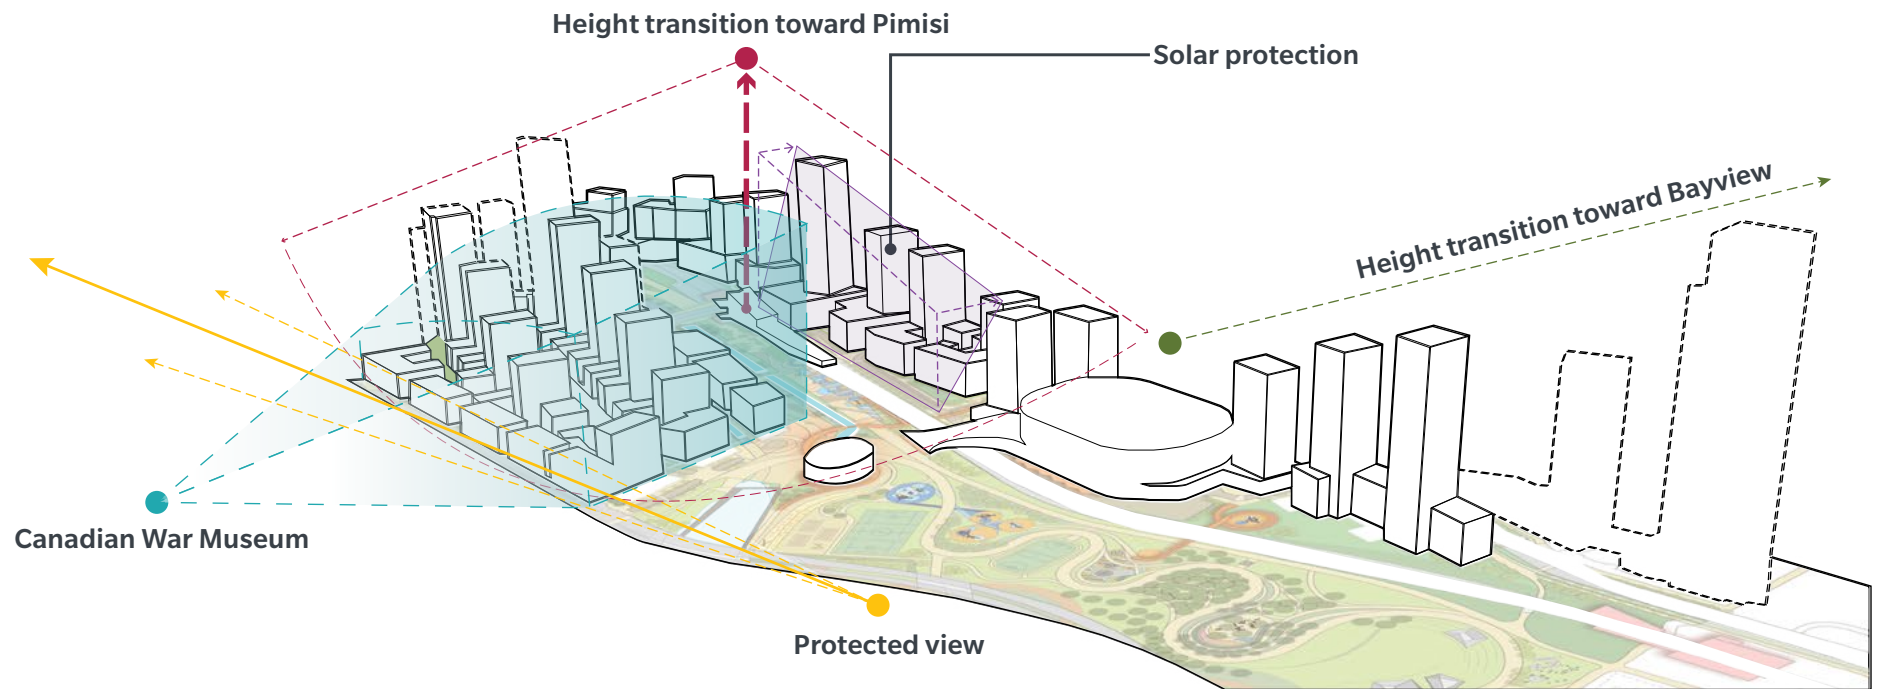 Height transition toward Pimisi
Solar protection
Height transition toward Bayview
Canadian War Museum
Protected view